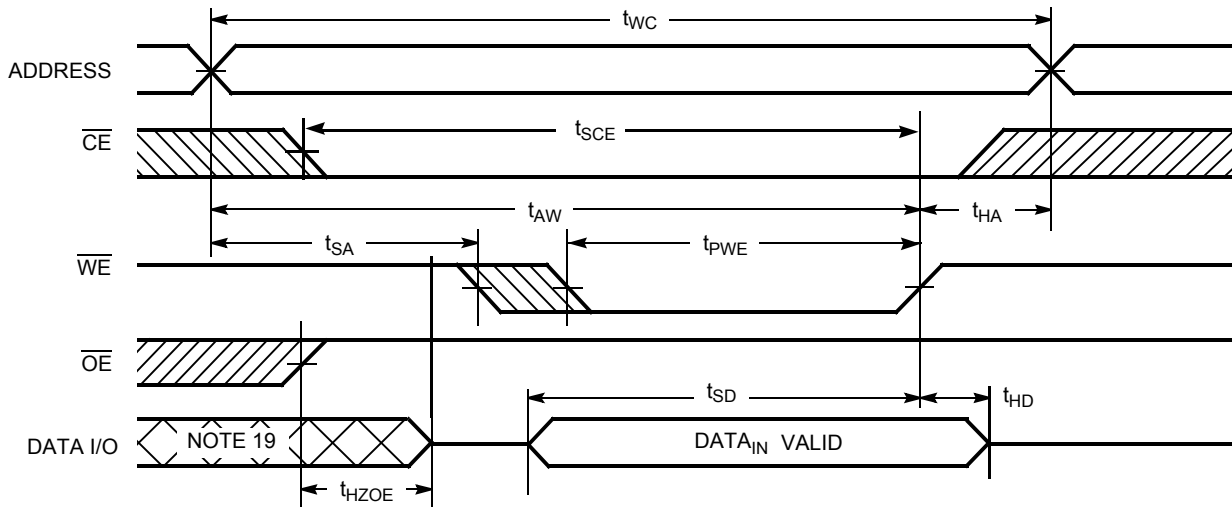 tWC
ADDRESS
CE
tSCE
tAW
tHA
tSA
tPWE
WE
OE
tSD
tHD
DATA I/O
NOTE 19
DATAIN VALID
tHZOE